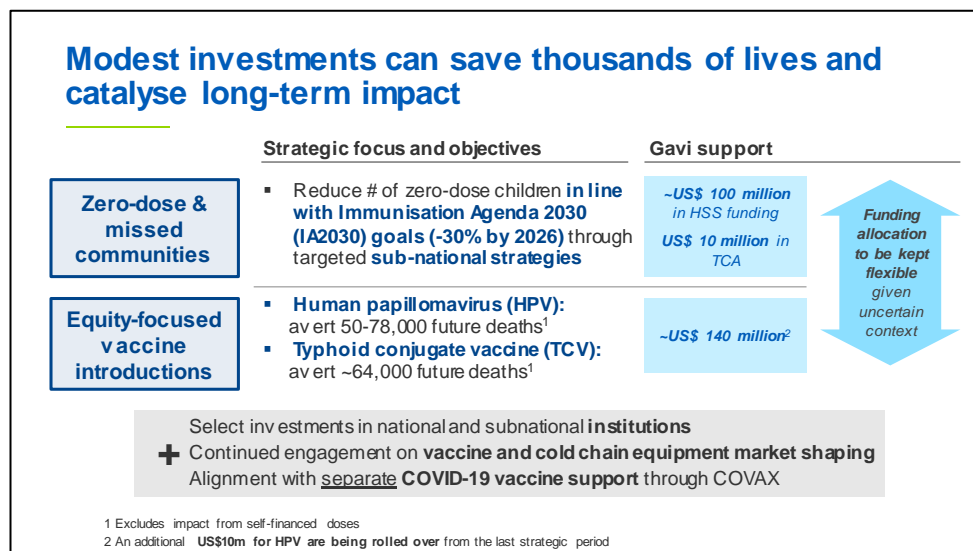 Modest investments can save thousands of lives and
catalyse long-term impact
Strategic focus and objectives
Gavi support
Zero-dose &
missed
communities
▪ Reduce # of zero-dose children in line
with Immunisation Agenda 2030
(IA2030) goals (-30% by 2026) through
targeted sub-national strategies
~US$ 100 million
in HSS funding
US$ 10 million in
TCA
Funding
allocation
to be kept
flexible
given
uncertain
context
Equity-focused
vaccine
introductions
▪ Human papillomavirus (HPV):
avert 50-78,000 future deaths¹
▪ Typhoid conjugate vaccine (TCV):
avert ~64,000 future deaths¹
~US$ 140 million²
+
Select investments in national and subnational institutions
Continued engagement on vaccine and cold chain equipment market shaping
Alignment with separate COVID-19 vaccine support through COVAX
1 Excludes impact from self-financed doses
2 An additional US$10m for HPV are being rolled over from the last strategic period